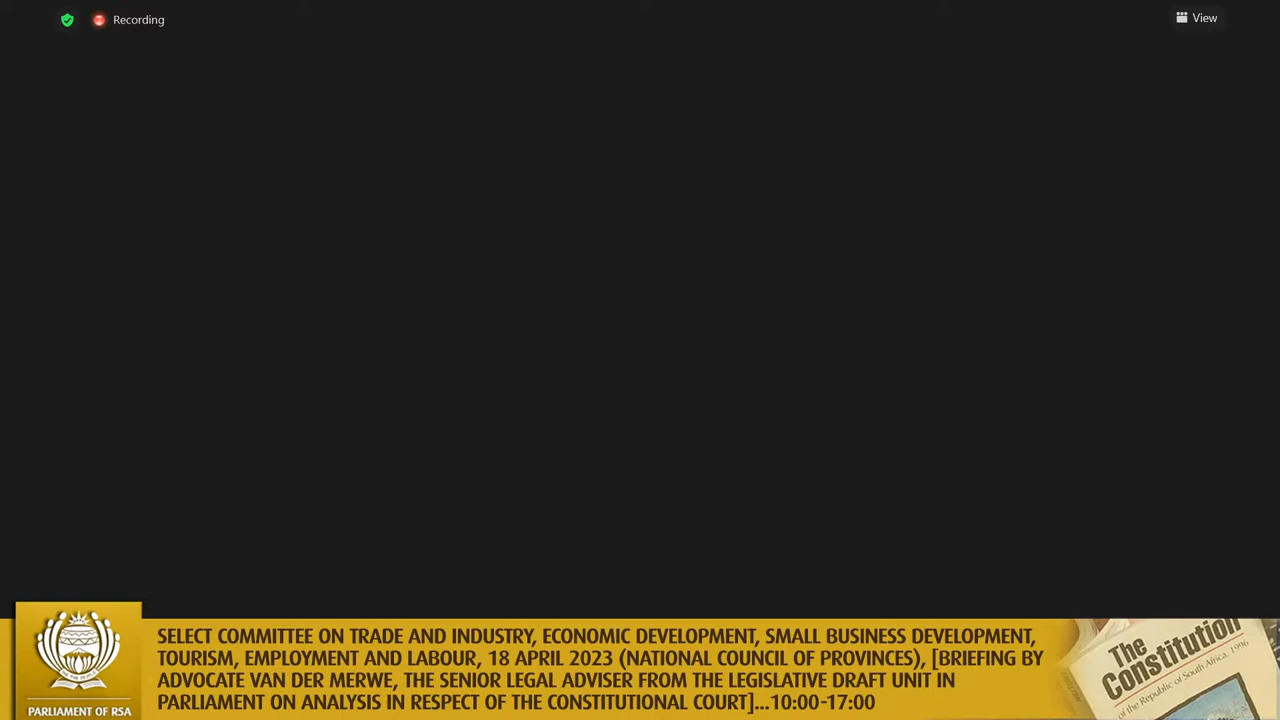 Recording
View
SELECT COMMITTEE ON TRADE AND INDUSTRY, ECONOMIC DEVELOPMENT, SMALL BUSINESS DEVELOPMENT,
TOURISM, EMPLOYMENT AND LABOUR, 18 APRIL 2023 (NATIONAL COUNCIL OF PROVINCES), [BRIEFING BY
ADVOCATE VAN DER MERWE, THE SENIOR LEGAL ADVISER FROM THE LEGISLATIVE DRAFT UNIT IN
PARLIAMENT ON ANALYSIS IN RESPECT OF THE CONSTITUTIONAL COURT]...10:00-17:00
PARLIAMENT OF RSA
The
Constitution
of the Republic of South Africa, 1996